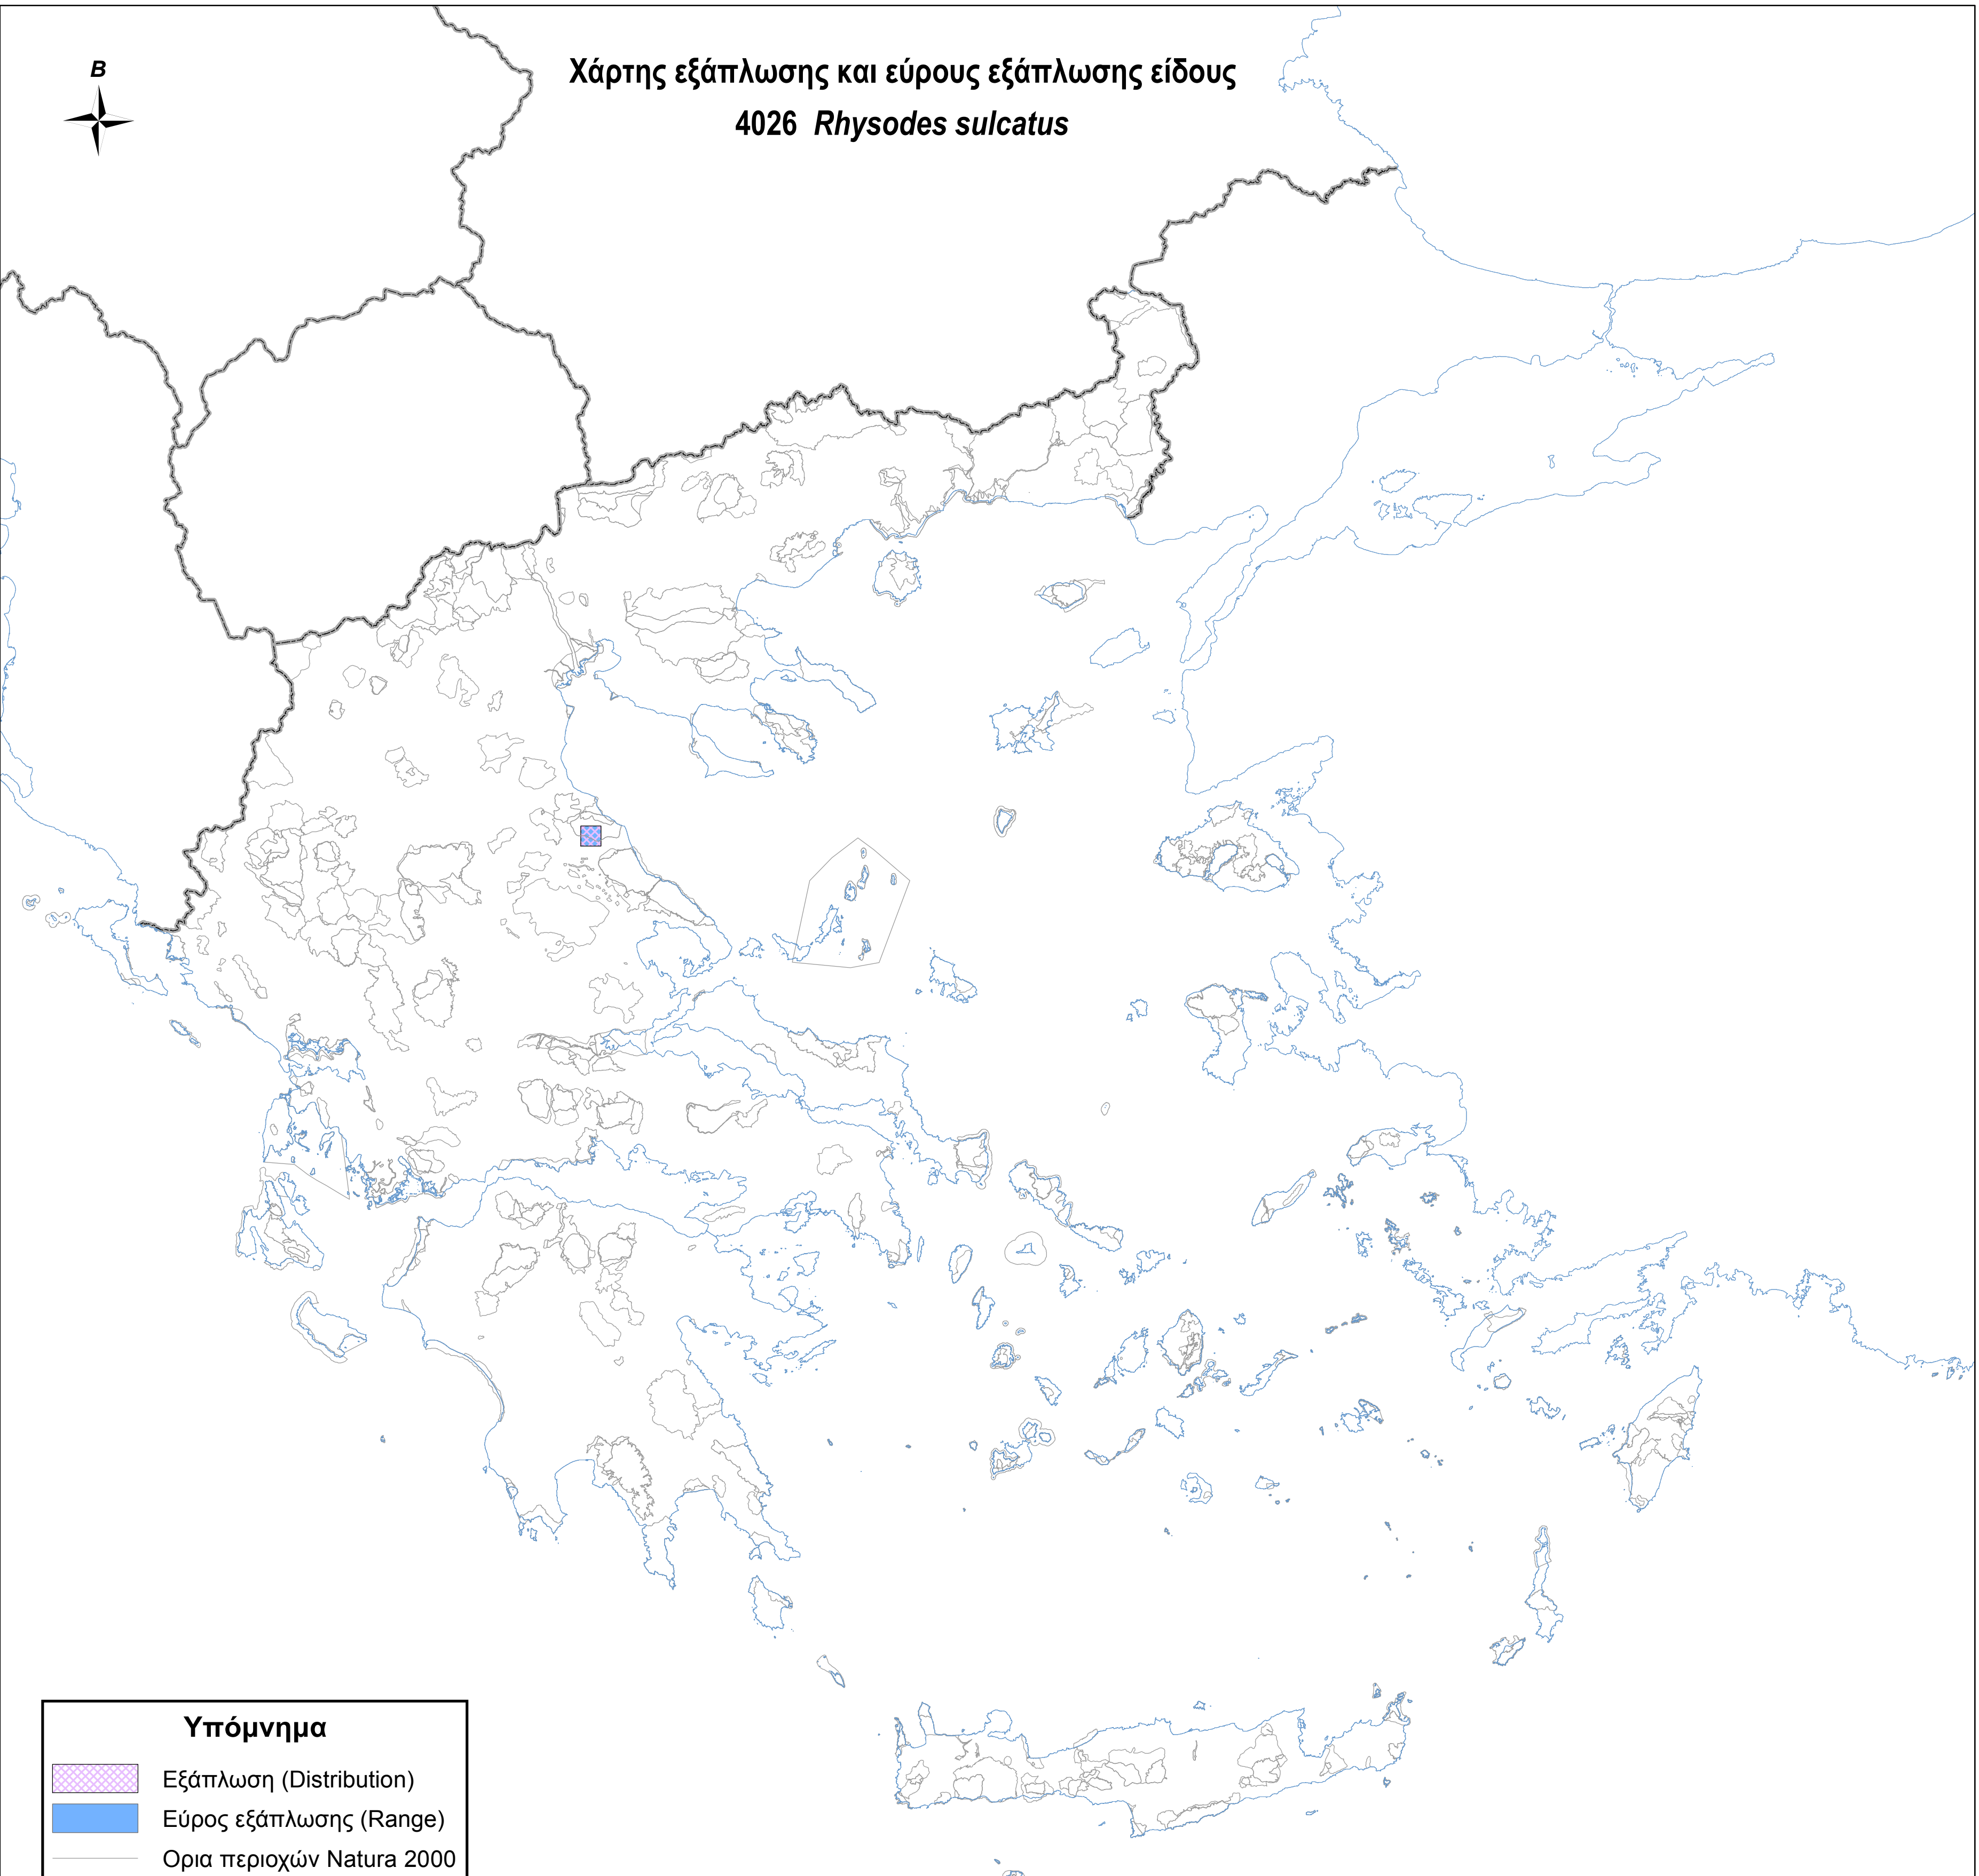 B
Χάρτης εξάπλωσης και εύρους εξάπλωσης είδους
4026 Rhysodes sulcatus
Υπόμνημα
Εξάπλωση (Distribution)
Εύρος εξάπλωσης (Range)
Ορια περιοχών Natura 2000